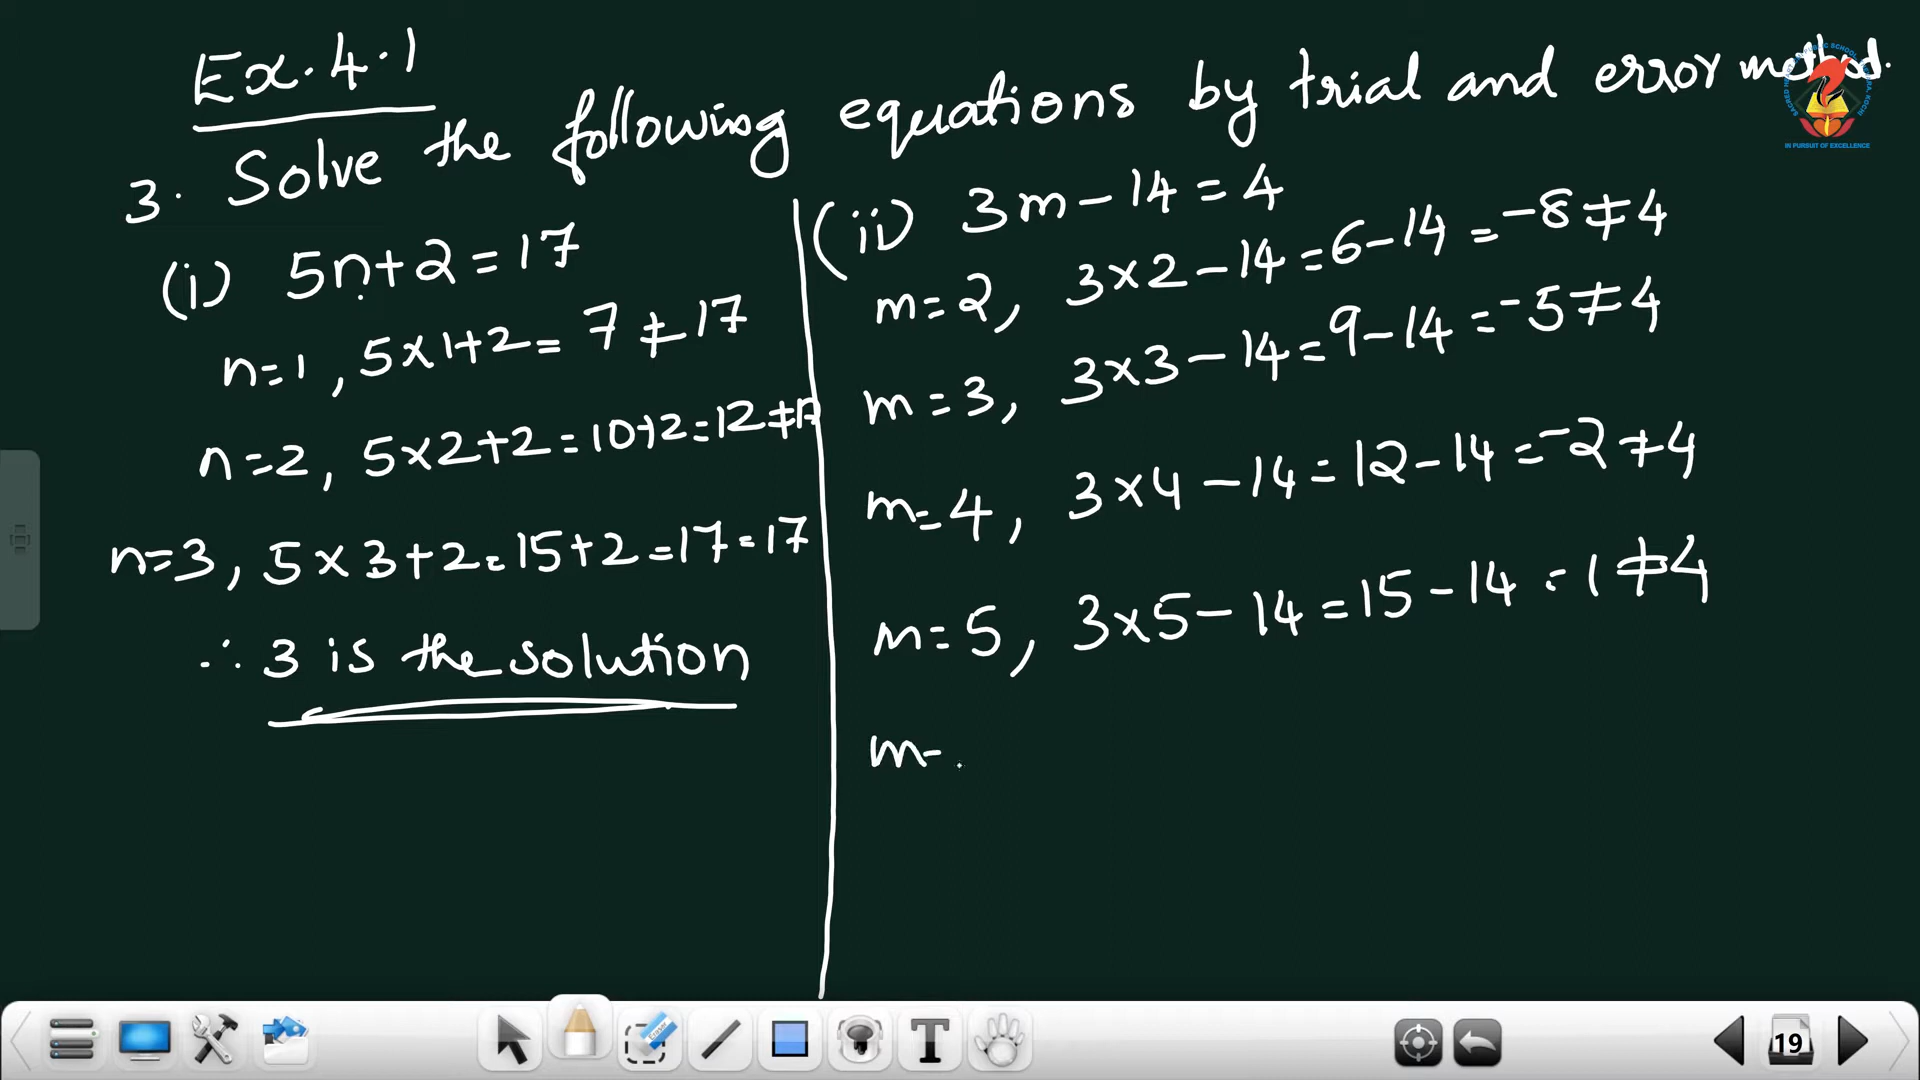 Ex.4.1
3. Solve the following equations by trial and error method.
(i) 5n+2=17
n=1, 5×1+2= 7 ≠ 17
n=2, 5×2+2=10+2=12≠17
n=3, 5×3+2=15+2=17=17
∴ 3 is the solution
(ii) 3m-14=4
m=2, 3×2-14=6-14=-8≠4
m=3, 3×3-14=9-14=-5≠4
m=4, 3×4-14=12-14=-2≠4
m=5, 3×5-14=15-14=1≠4
m=
IN PURSUIT OF EXCELLENCE
T
19